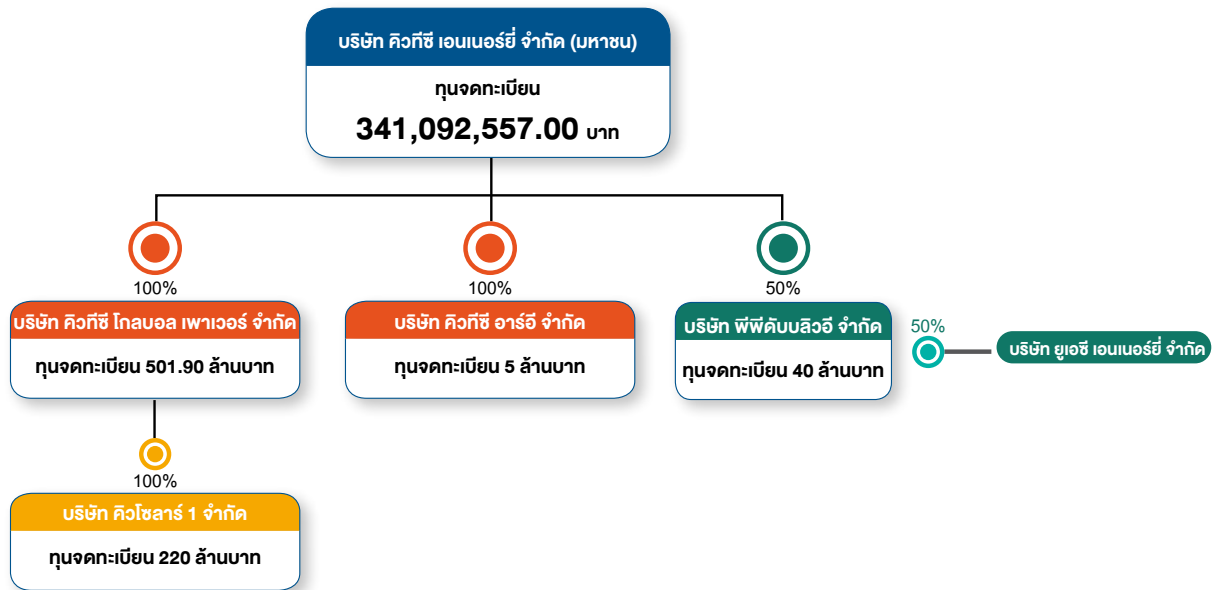 บริษัท คิวทีซี เอนเนอร์ยี่ จำกัด (มหาชน)
ทุนจดทะเบียน
341,092,557.00 บาท
100%
100%
50%
บริษัท คิวทีซี โกลบอล เพาเวอร์ จำกัด
ทุนจดทะเบียน 501.90 ล้านบาท
บริษัท คิวทีซี อาร์อี จำกัด
ทุนจดทะเบียน 5 ล้านบาท
บริษัท พีพีดับบลิวอี จำกัด
ทุนจดทะเบียน 40 ล้านบาท
50%
บริษัท ยูเอซี เอนเนอร์ยี่ จำกัด
100%
บริษัท คิวโซลาร์ 1 จำกัด
ทุนจดทะเบียน 220 ล้านบาท